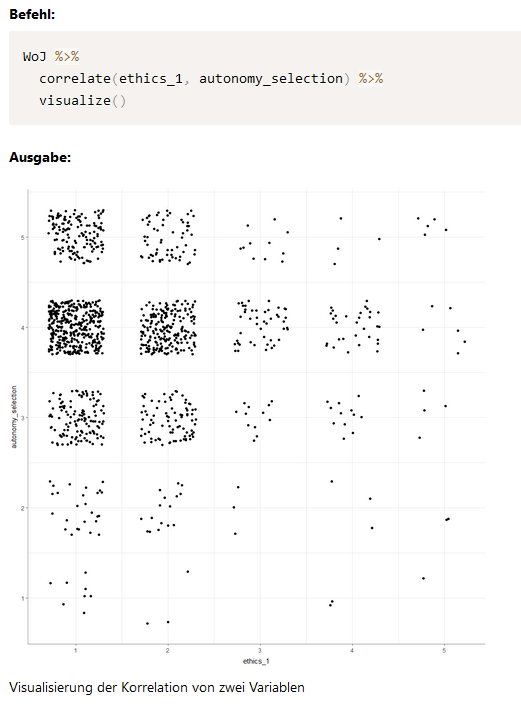 Befehl:
WoJ %>%
correlate(ethics_1, autonomy_selection) %>%
visualize()
Ausgabe:
5
4
3
2
1
autonomy_selection
1 2 3 4 5
ethics_1
Visualisierung der Korrelation von zwei Variablen